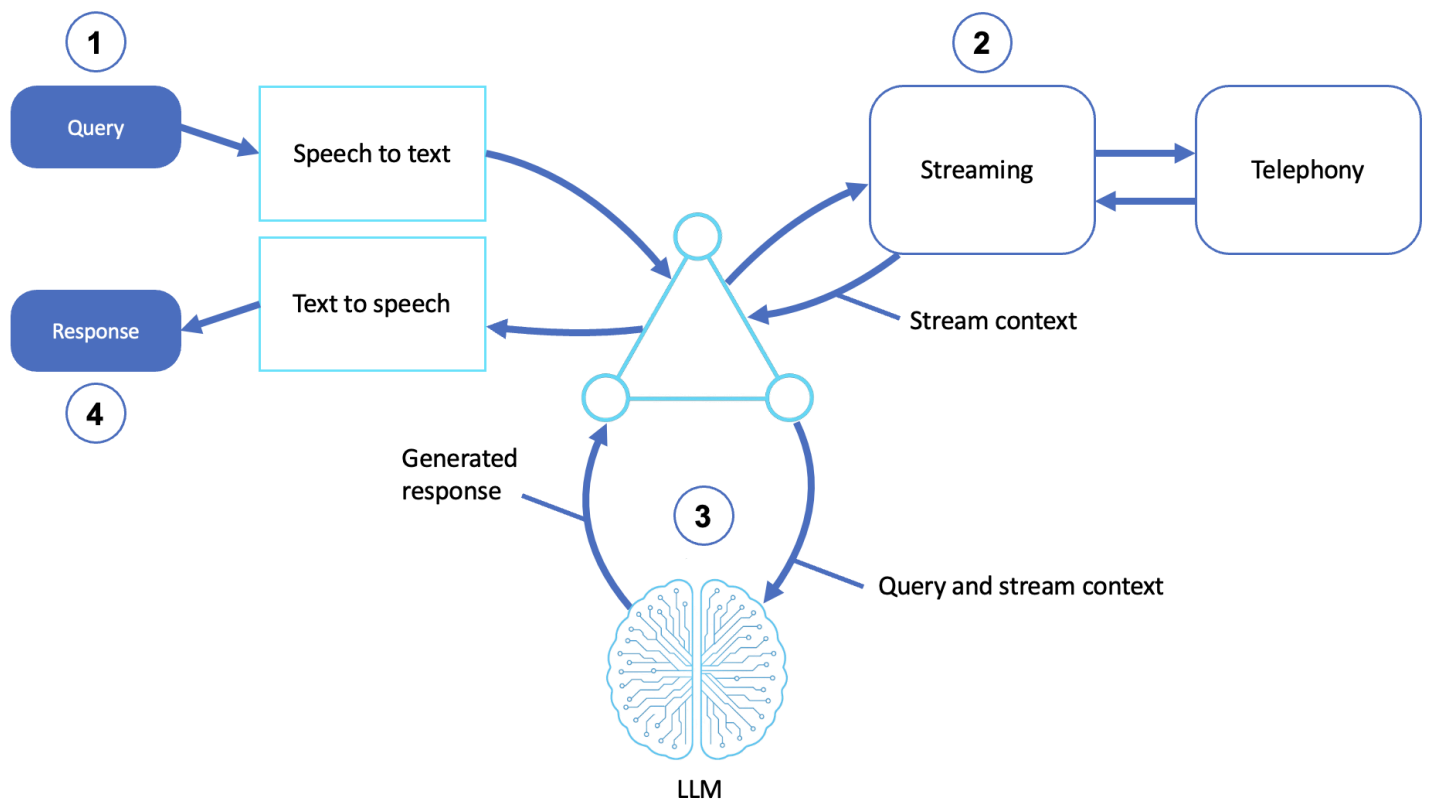 1
2
Query
Speech to text
Streaming
Telephony
Text to speech
Response
Stream context
4
Generated
response
3
Query and stream context
LLM